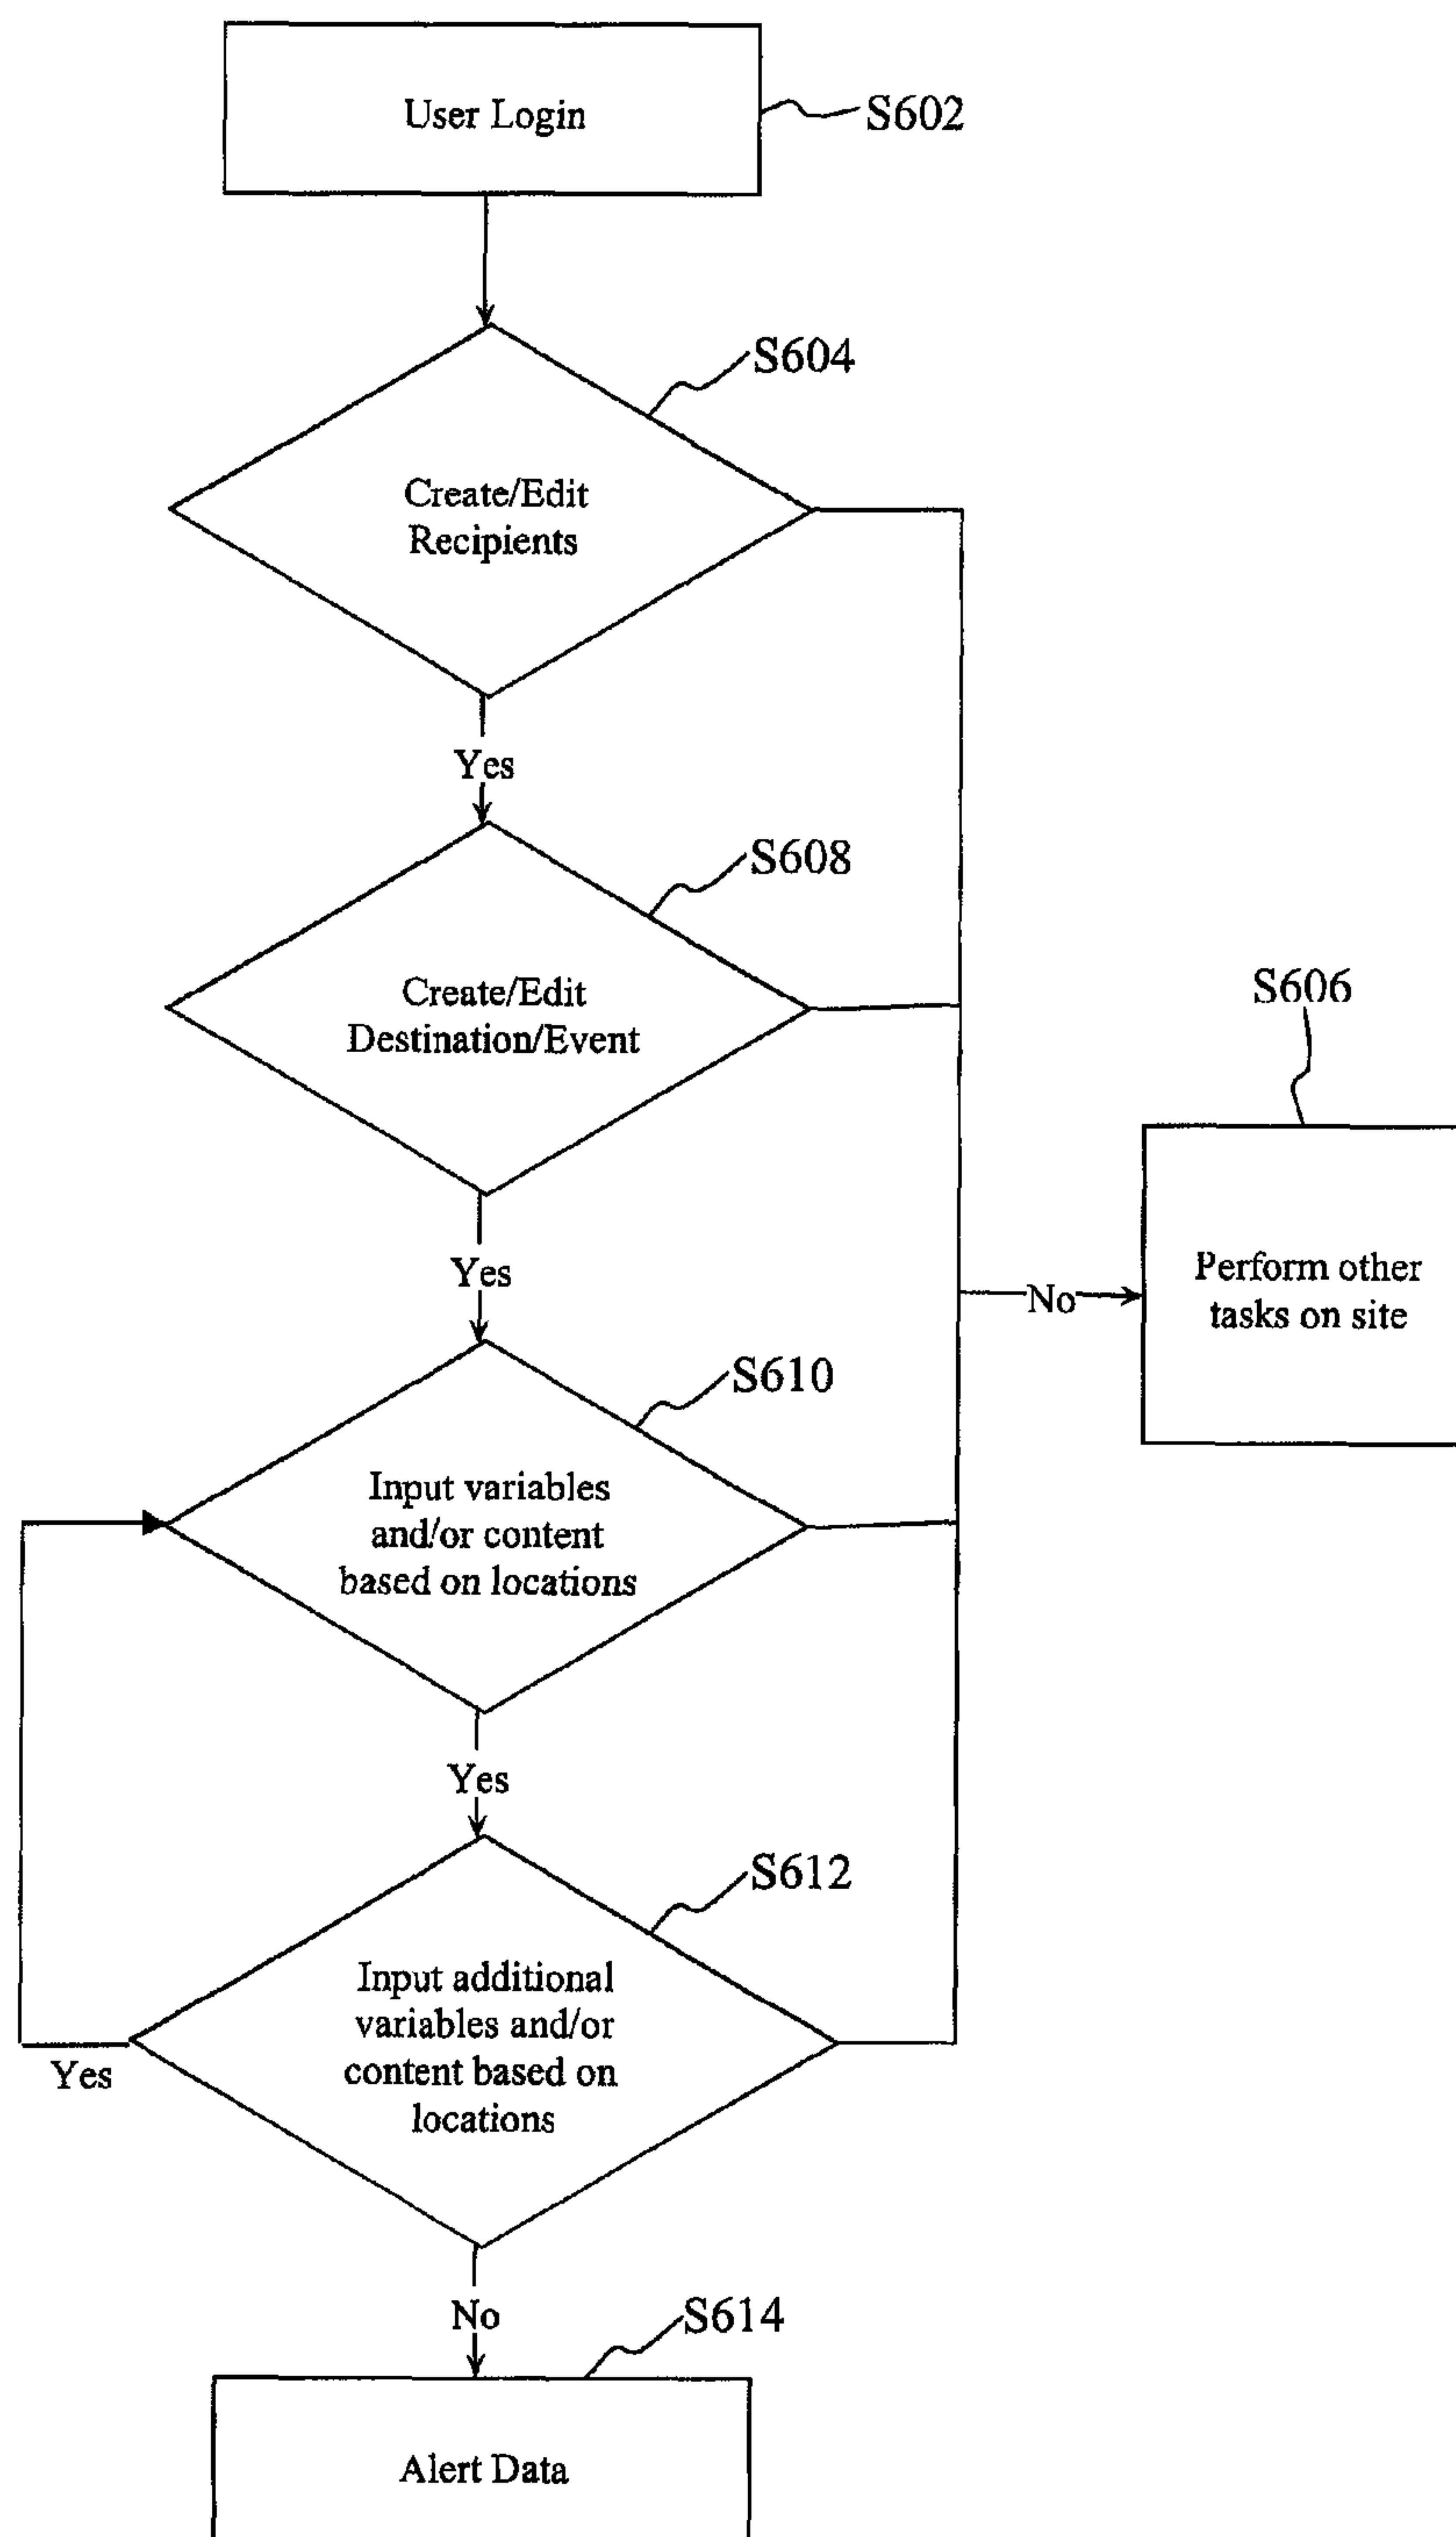 User Login
S602
S604
Create/Edit
Recipients
Yes
S608
Create/Edit
Destination/Event
S606
Perform other
tasks on site
No
Yes
S610
Input variables
and/or content
based on locations
Yes
S612
Input additional
variables and/or
content based on
locations
Yes
No
S614
Alert Data